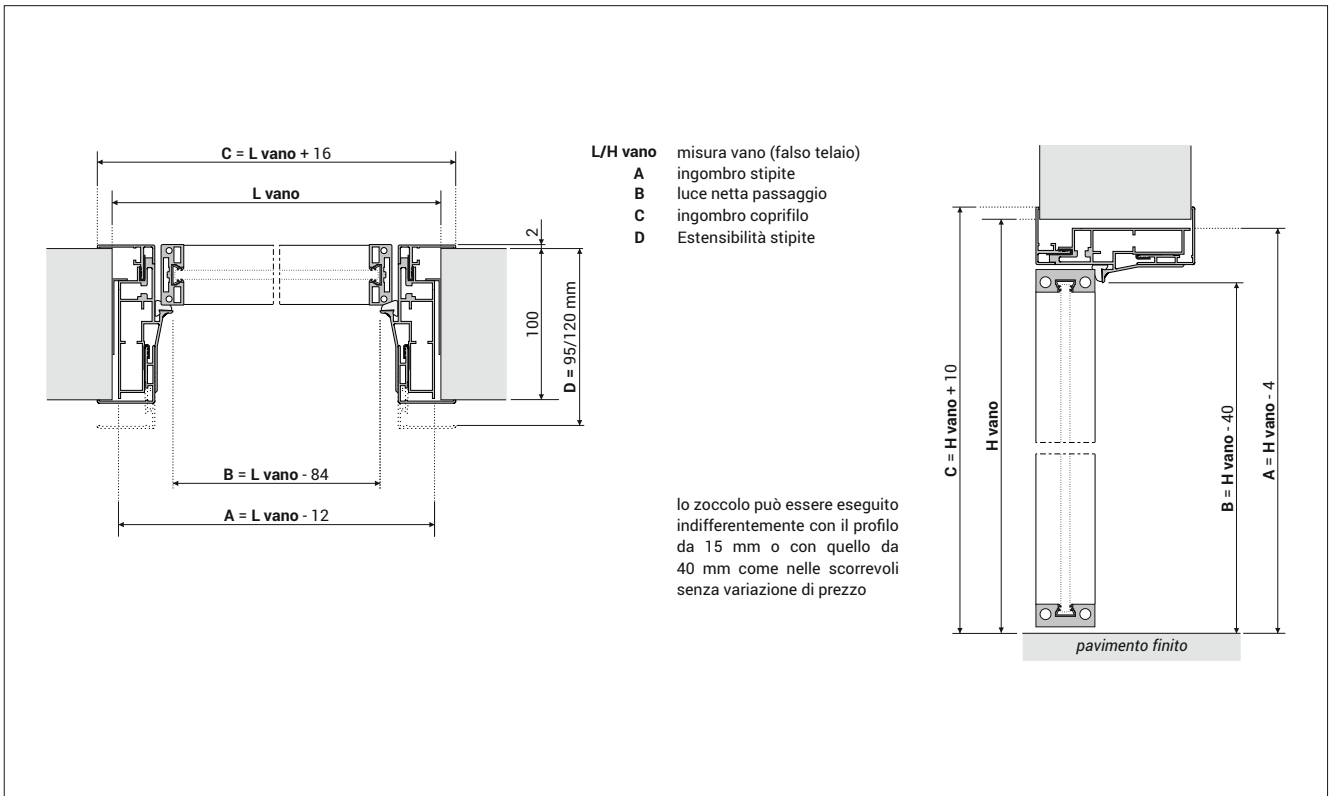 C = L vano + 16
L vano
2
100
D = 95/120 mm
B = L vano - 84
A = L vano - 12
L/H vano misura vano (falso telaio)
A ingombro stipite
B luce netta passaggio
C ingombro coprifilo
D Estensibilità stipite
lo zoccolo può essere eseguito
indifferentemente con il profilo
da 15 mm o con quello da
40 mm come nelle scorrevoli
senza variazione di prezzo
C = H vano + 10
H vano
B = H vano - 40
A = H vano - 4
pavimento finito